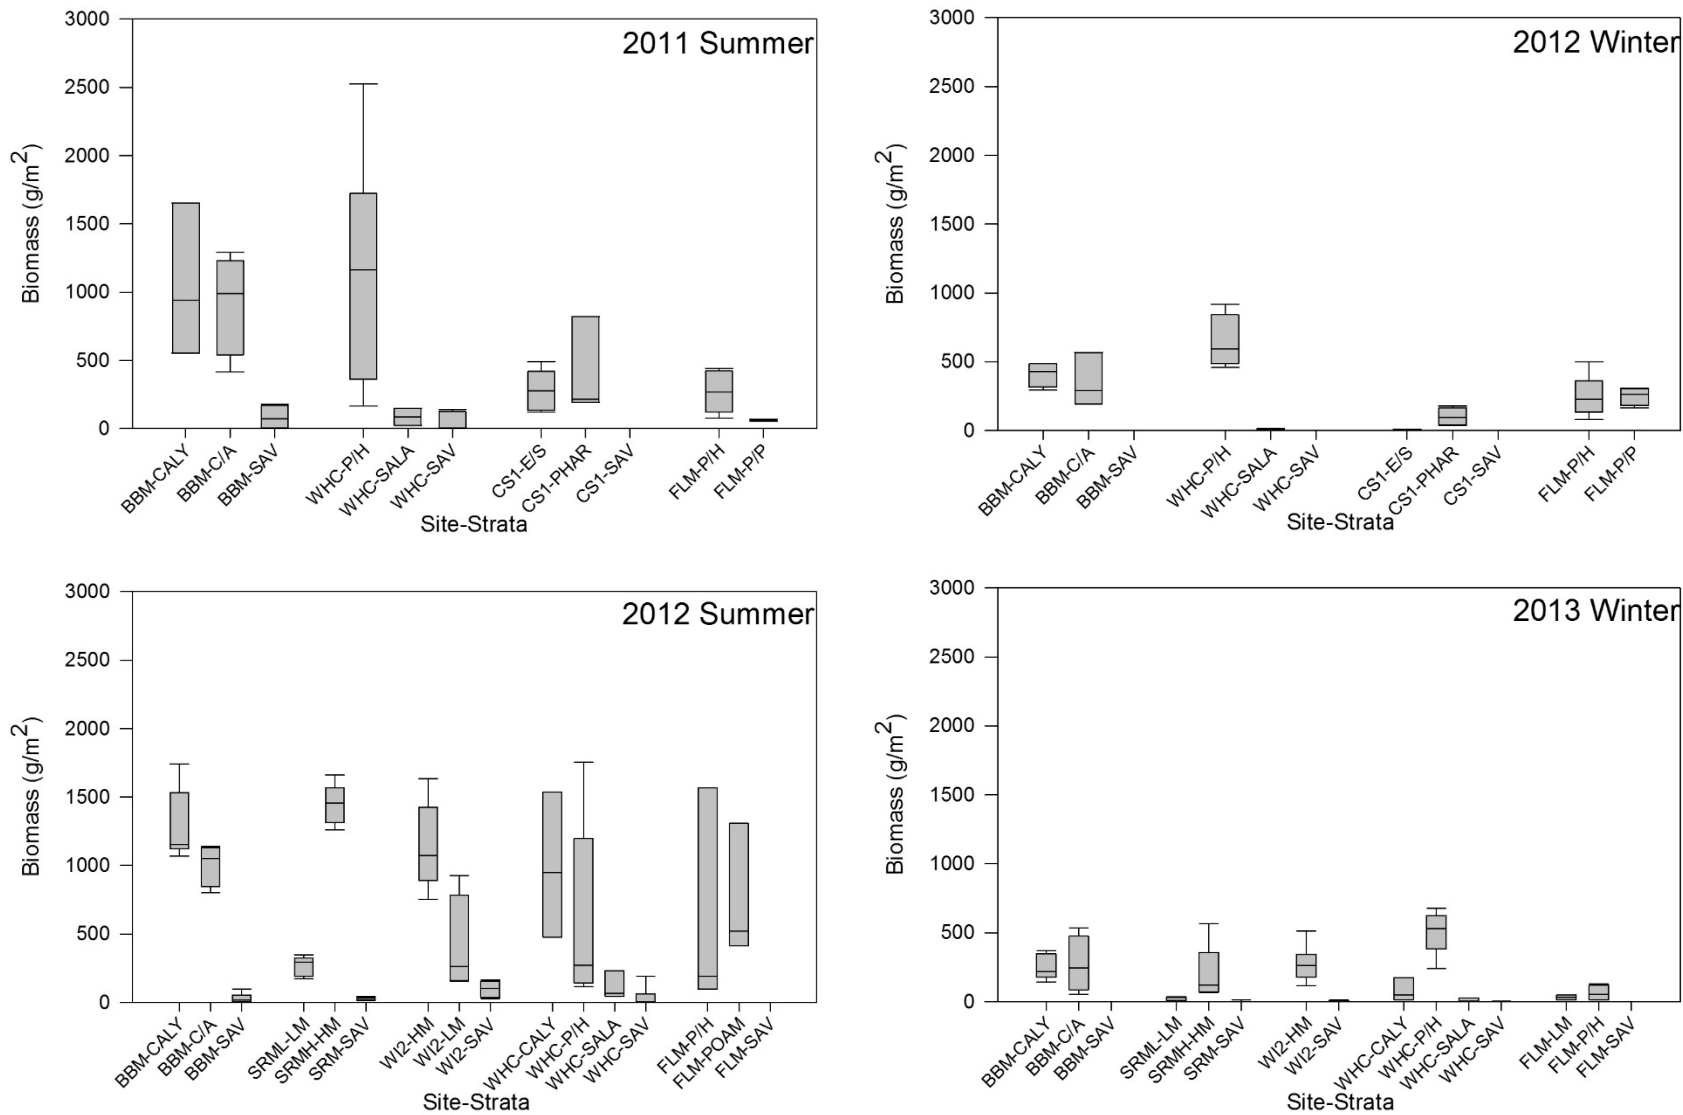 2011 Summer
Biomass (g/m²)
3000
2500
2000
1500
1000
500
0
BBM-CALY
BBM-C/A
BBM-SAV
WHC-P/H
WHC-SALA
WHC-SAV
CS1-E/S
CS1-PHAR
CS1-SAV
FLM-P/H
FLM-P/P
Site-Strata
2012 Winter
Biomass (g/m²)
3000
2500
2000
1500
1000
500
0
BBM-CALY
BBM-C/A
BBM-SAV
WHC-P/H
WHC-SALA
WHC-SAV
CS1-E/S
CS1-PHAR
CS1-SAV
FLM-P/H
FLM-P/P
Site-Strata
2012 Summer
Biomass (g/m²)
3000
2500
2000
1500
1000
500
0
BBM-CALY
BBM-C/A
BBM-SAV
SRML-LM
SRMH-HM
SRM-SAV
WI2-HM
WI2-LM
WI2-SAV
WHC-CALY
WHC-P/H
WHC-SALA
WHC-SAV
FLM-P/H
FLM-POAM
FLM-SAV
Site-Strata
2013 Winter
Biomass (g/m²)
3000
2500
2000
1500
1000
500
0
BBM-CALY
BBM-C/A
BBM-SAV
SRML-LM
SRMH-HM
SRM-SAV
WI2-HM
WI2-SAV
WHC-CALY
WHC-P/H
WHC-SALA
WHC-SAV
FLM-LM
FLM-P/H
FLM-SAV
Site-Strata